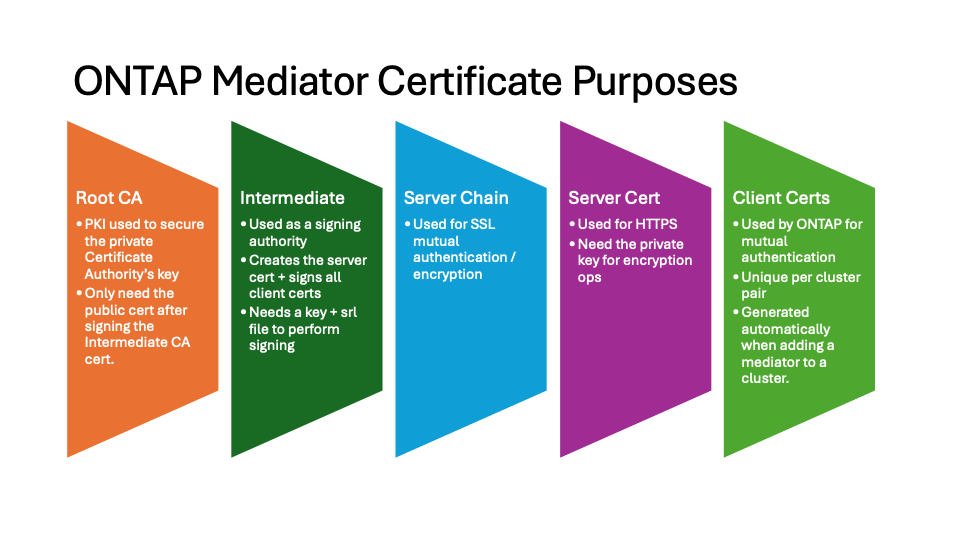 ONTAP Mediator Certificate Purposes
Root CA
• PKI used to secure
the private
Certificate
Authority's key
• Only need the
public cert after
signing the
Intermediate CA
cert.
Intermediate
• Used as a signing
authority
• Creates the server
cert + signs all
client certs
• Needs a key + srl
file to perform
signing
Server Chain
• Used for SSL
mutual
authentication /
encryption
Server Cert
• Used for HTTPS
• Need the private
key for encryption
ops
Client Certs
• Used by ONTAP for
mutual
authentication
• Unique per cluster
pair
• Generated
automatically
when adding a
mediator to a
cluster.